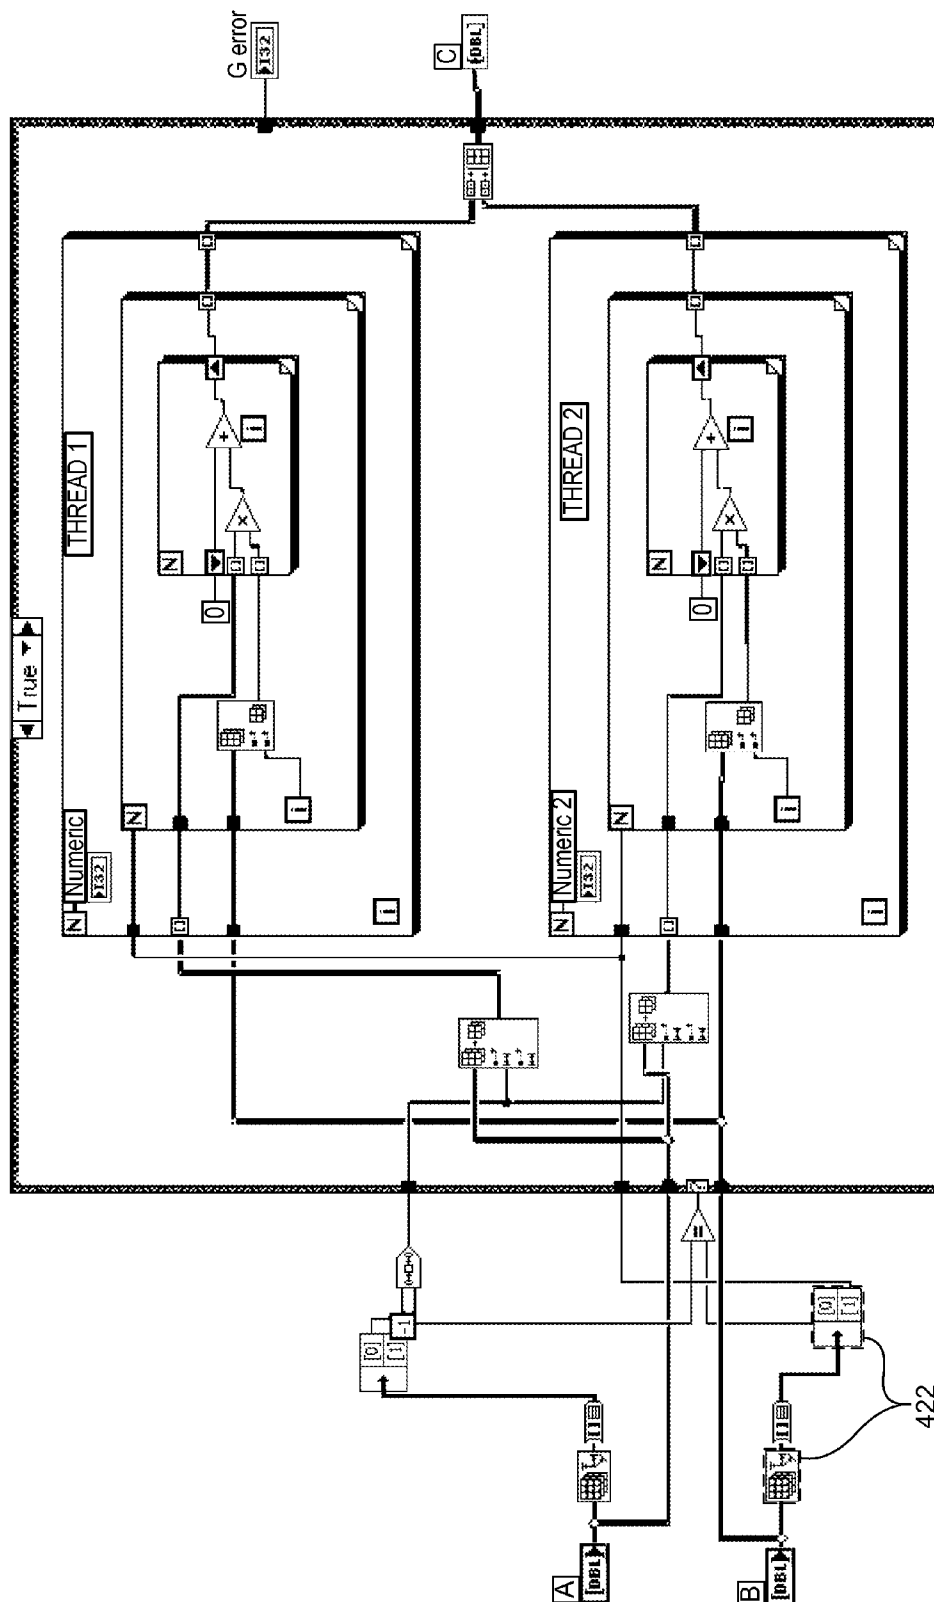 G error
I32
C
[DBL]
True
THREAD 1
i
N
0
Numeric
I32
N
N
i
i
THREAD 2
i
N
0
Numeric 2
I32
N
N
i
i
-1
[0]
[1]
[0]
[1]
A
[DBL]
B
[DBL]
422